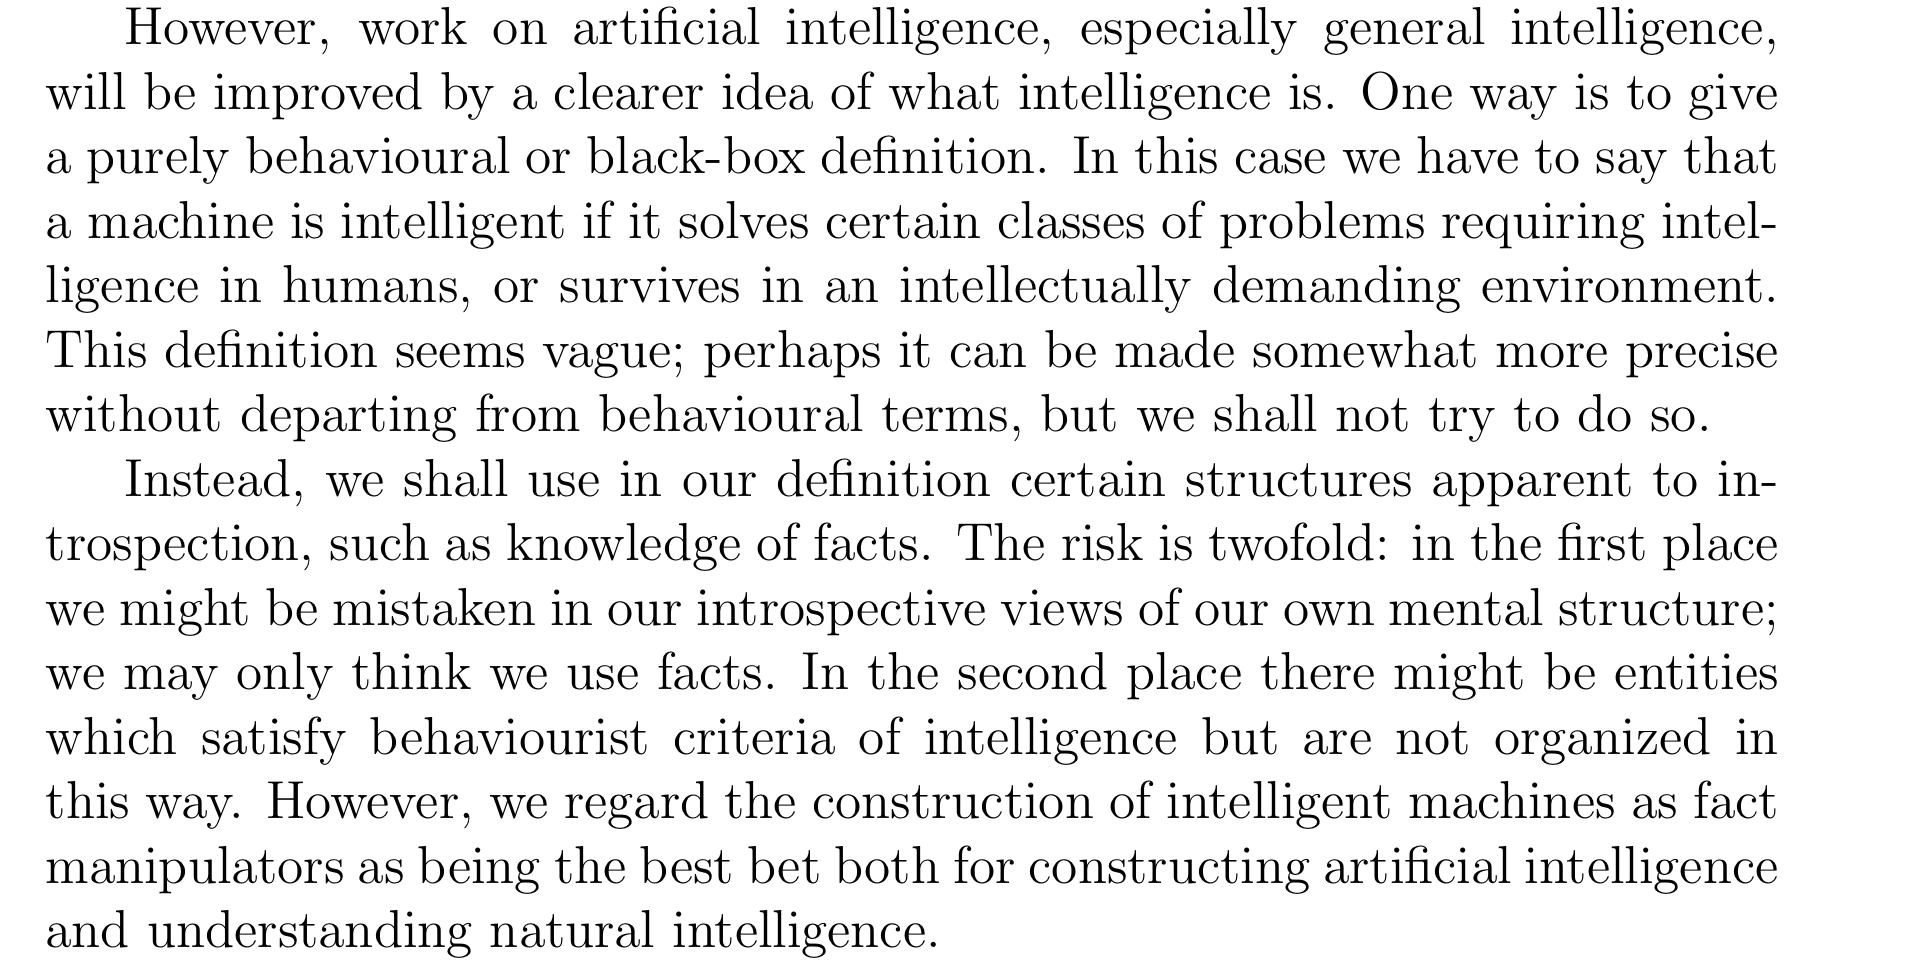 However, work on artificial intelligence, especially general intelligence,
will be improved by a clearer idea of what intelligence is. One way is to give
a purely behavioural or black-box definition. In this case we have to say that
a machine is intelligent if it solves certain classes of problems requiring intel-
ligence in humans, or survives in an intellectually demanding environment.
This definition seems vague; perhaps it can be made somewhat more precise
without departing from behavioural terms, but we shall not try to do so.
Instead, we shall use in our definition certain structures apparent to in-
trospection, such as knowledge of facts. The risk is twofold: in the first place
we might be mistaken in our introspective views of our own mental structure;
we may only think we use facts. In the second place there might be entities
which satisfy behaviourist criteria of intelligence but are not organized in
this way. However, we regard the construction of intelligent machines as fact
manipulators as being the best bet both for constructing artificial intelligence
and understanding natural intelligence.